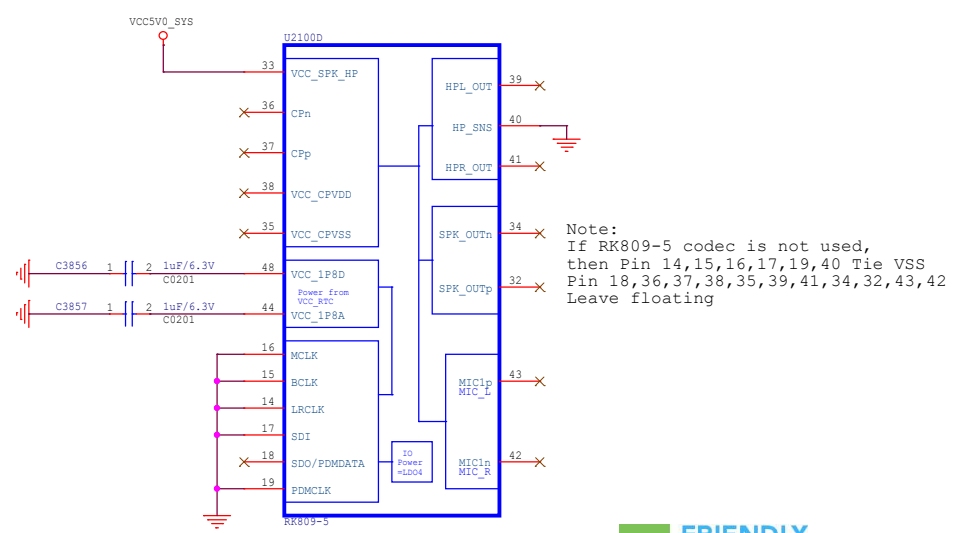 VCC5V0_SYS
U2100D
33 VCC_SPK_HP
HPL_OUT 39
36 CPn
HP_SNS 40
37 CPp
HPR_OUT 41
38 VCC_CPVDD
35 VCC_CPVSS
SPK_OUTn 34
SPK_OUTp 32
Note:
If RK809-5 codec is not used,
then Pin 14,15,16,17,19,40 Tie VSS
Pin 18,36,37,38,35,39,41,34,32,43,42
Leave floating
C3856 1 2 1uF/6.3V 48 VCC_1P8D
C0201
Power from
VCC_RTC
C3857 1 2 1uF/6.3V 44 VCC_1P8A
C0201
16 MCLK
15 BCLK
14 LRCLK
17 SDI
18 SDO/PDMDATA
19 PDMCLK
IO
Power
=LDO4
MIC1p 43
MIC_L
MIC1n 42
MIC_R
RK809-5
FRIENDLY